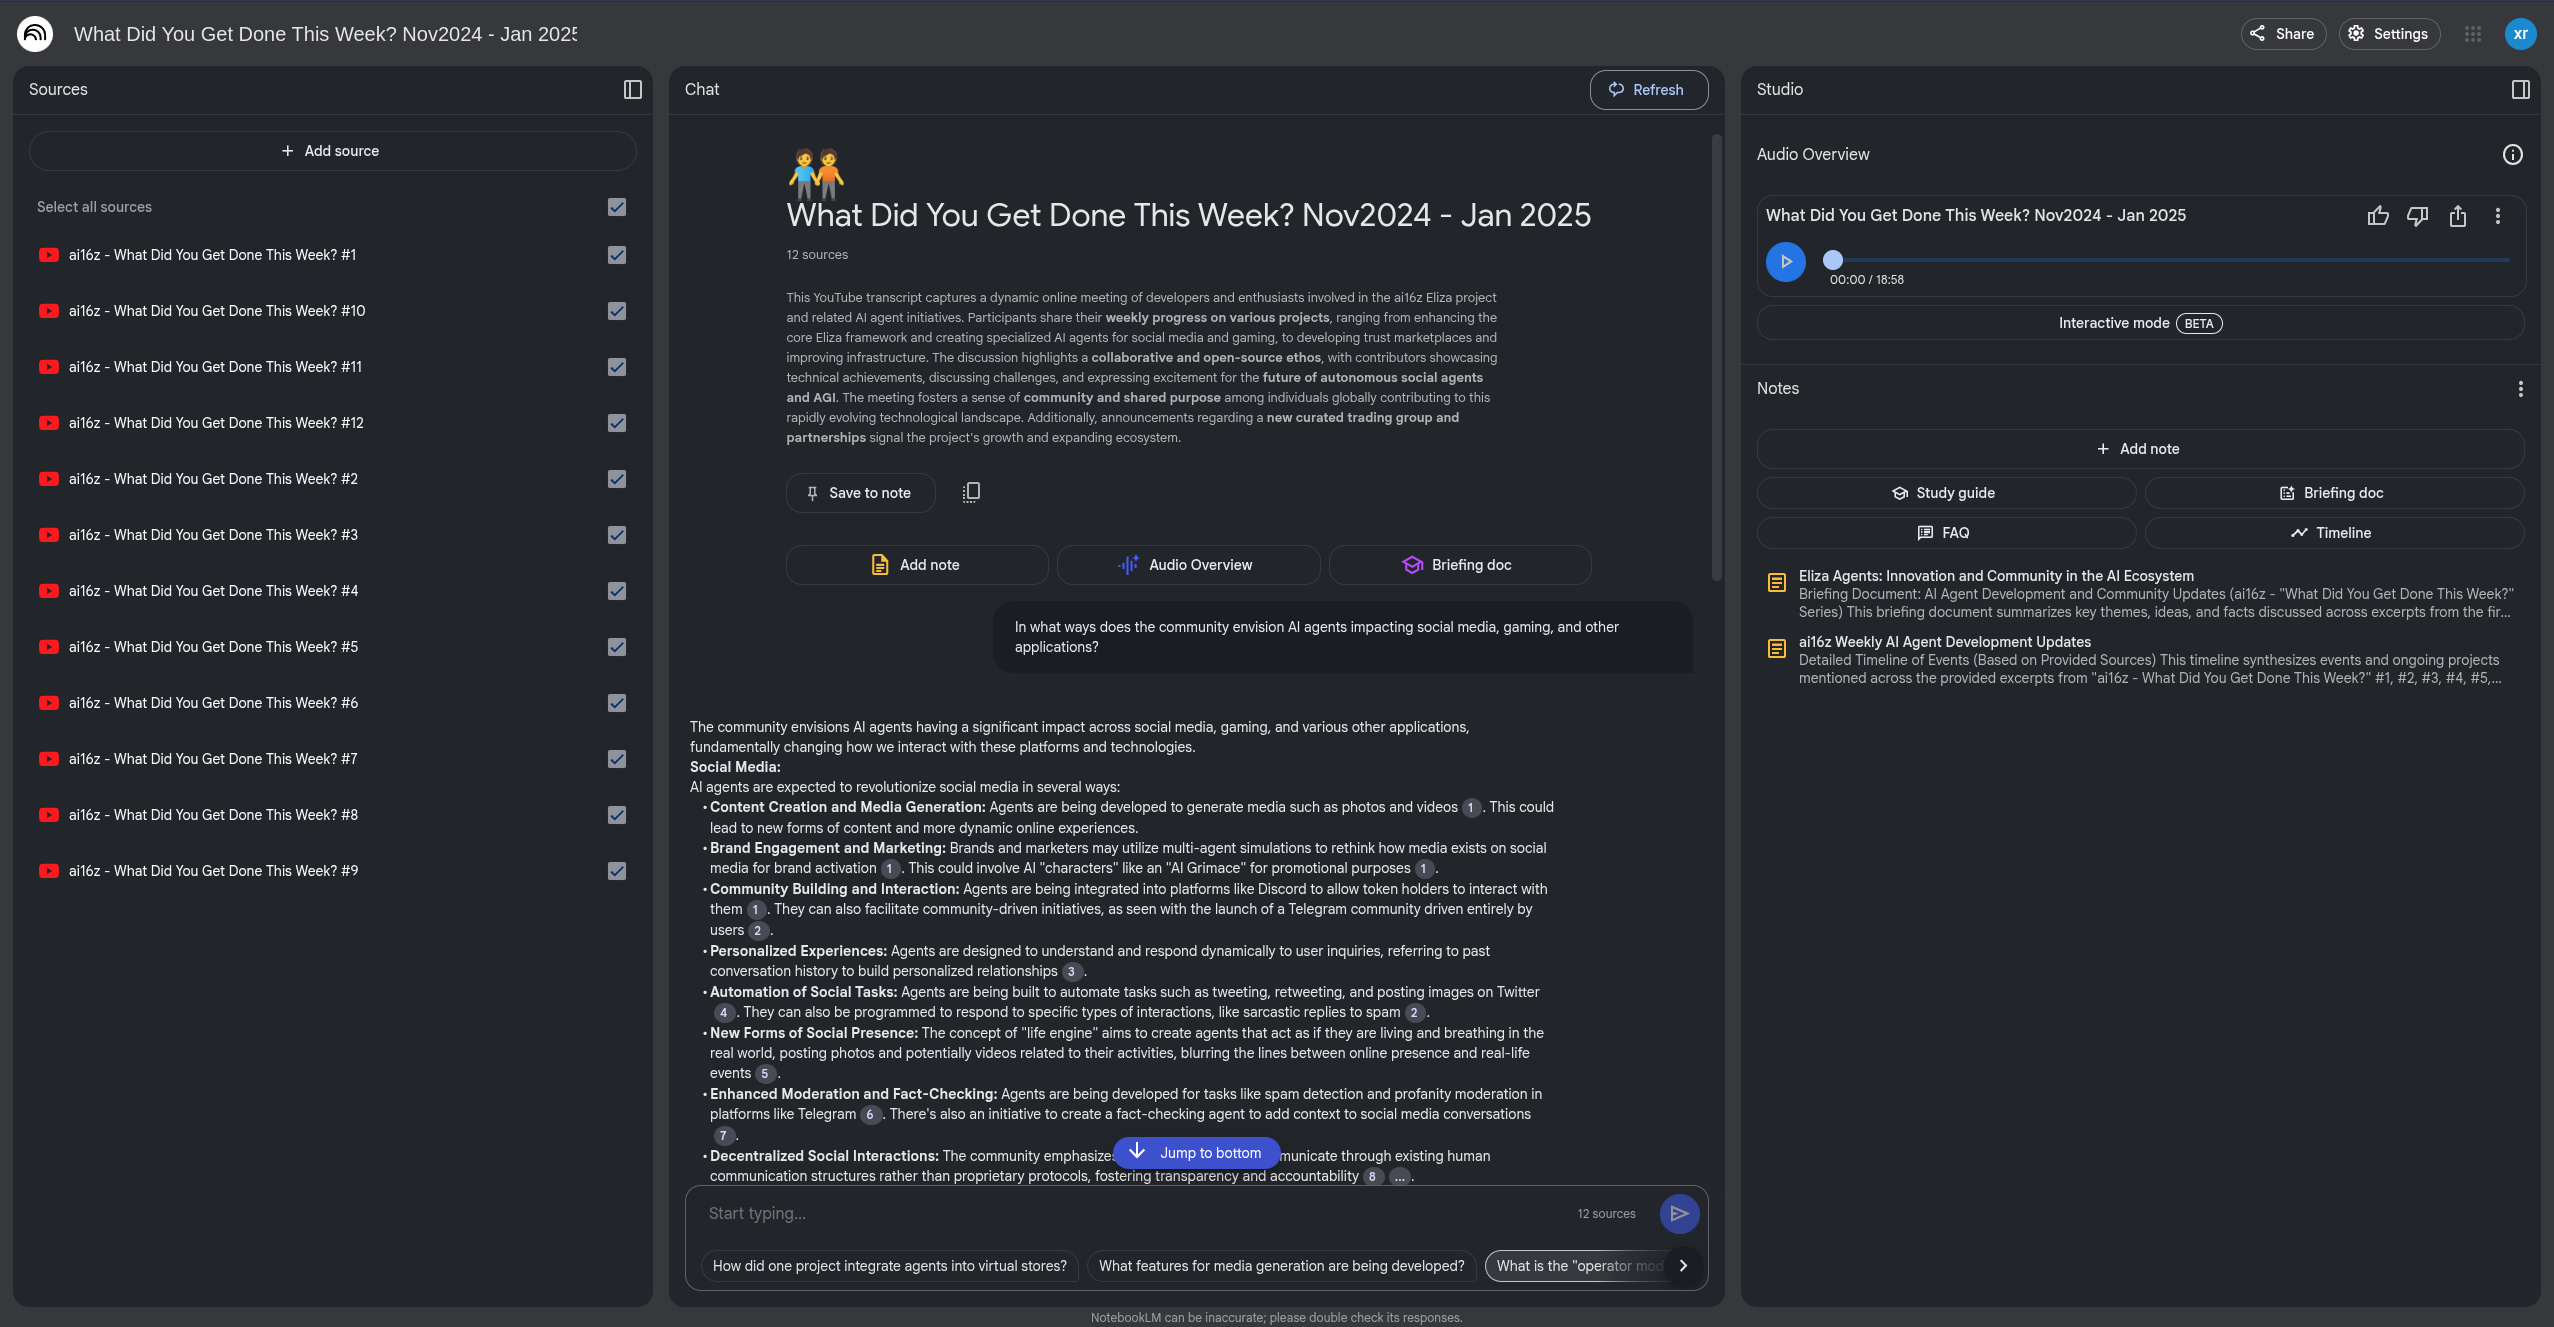 What Did You Get Done This Week? Nov2024 - Jan 2025
Share
Settings
xr
Sources
Add source
Select all sources
ai16z - What Did You Get Done This Week? #1
ai16z - What Did You Get Done This Week? #10
ai16z - What Did You Get Done This Week? #11
ai16z - What Did You Get Done This Week? #12
ai16z - What Did You Get Done This Week? #2
ai16z - What Did You Get Done This Week? #3
ai16z - What Did You Get Done This Week? #4
ai16z - What Did You Get Done This Week? #5
ai16z - What Did You Get Done This Week? #6
ai16z - What Did You Get Done This Week? #7
ai16z - What Did You Get Done This Week? #8
ai16z - What Did You Get Done This Week? #9
Chat
Refresh
What Did You Get Done This Week? Nov2024 - Jan 2025
12 sources
This YouTube transcript captures a dynamic online meeting of developers and enthusiasts involved in the ai16z Eliza project
and related AI agent initiatives. Participants share their weekly progress on various projects, ranging from enhancing the
core Eliza framework and creating specialized AI agents for social media and gaming, to developing trust marketplaces and
improving infrastructure. The discussion highlights a collaborative and open-source ethos, with contributors showcasing
technical achievements, discussing challenges, and expressing excitement for the future of autonomous social agents
and AGI. The meeting fosters a sense of community and shared purpose among individuals globally contributing to this
rapidly evolving technological landscape. Additionally, announcements regarding a new curated trading group and
partnerships signal the project's growth and expanding ecosystem.
Save to note
Add note
Audio Overview
Briefing doc
In what ways does the community envision AI agents impacting social media, gaming, and other
applications?
The community envisions AI agents having a significant impact across social media, gaming, and various other applications,
fundamentally changing how we interact with these platforms and technologies.
Social Media:
AI agents are expected to revolutionize social media in several ways:
• Content Creation and Media Generation: Agents are being developed to generate media such as photos and videos 1. This could
lead to new forms of content and more dynamic online experiences.
• Brand Engagement and Marketing: Brands and marketers may utilize multi-agent simulations to rethink how media exists on social
media for brand activation 1. This could involve AI "characters" like an "AI Grimace" for promotional purposes 1.
• Community Building and Interaction: Agents are being integrated into platforms like Discord to allow token holders to interact with
them 1. They can also facilitate community-driven initiatives, as seen with the launch of a Telegram community driven entirely by
users 2.
• Personalized Experiences: Agents are designed to understand and respond dynamically to user inquiries, referring to past
conversation history to build personalized relationships 3.
• Automation of Social Tasks: Agents are being built to automate tasks such as tweeting, retweeting, and posting images on Twitter
4. They can also be programmed to respond to specific types of interactions, like sarcastic replies to spam 2.
• New Forms of Social Presence: The concept of "life engine" aims to create agents that act as if they are living and breathing in the
real world, posting photos and potentially videos related to their activities, blurring the lines between online presence and real-life
events 5.
• Enhanced Moderation and Fact-Checking: Agents are being developed for tasks like spam detection and profanity moderation in
platforms like Telegram 6. There's also an initiative to create a fact-checking agent to add context to social media conversations
7.
• Decentralized Social Interactions: The community emphasizes
Jump to bottom
municate through existing human
communication structures rather than proprietary protocols, fostering transparency and accountability 8 ... .
Start typing...
12 sources
How did one project integrate agents into virtual stores?
What features for media generation are being developed?
What is the "operator mod
Studio
Audio Overview
What Did You Get Done This Week? Nov2024 - Jan 2025
00:00 / 18:58
Interactive mode BETA
Notes
Add note
Study guide
Briefing doc
FAQ
Timeline
Eliza Agents: Innovation and Community in the AI Ecosystem
Briefing Document: AI Agent Development and Community Updates (ai16z - "What Did You Get Done This Week?"
Series) This briefing document summarizes key themes, ideas, and facts discussed across excerpts from the fir...
ai16z Weekly AI Agent Development Updates
Detailed Timeline of Events (Based on Provided Sources) This timeline synthesizes events and ongoing projects
mentioned across the provided excerpts from "ai16z - What Did You Get Done This Week?" #1, #2, #3, #4, #5,...
NotebookLM can be inaccurate; please double check its responses.